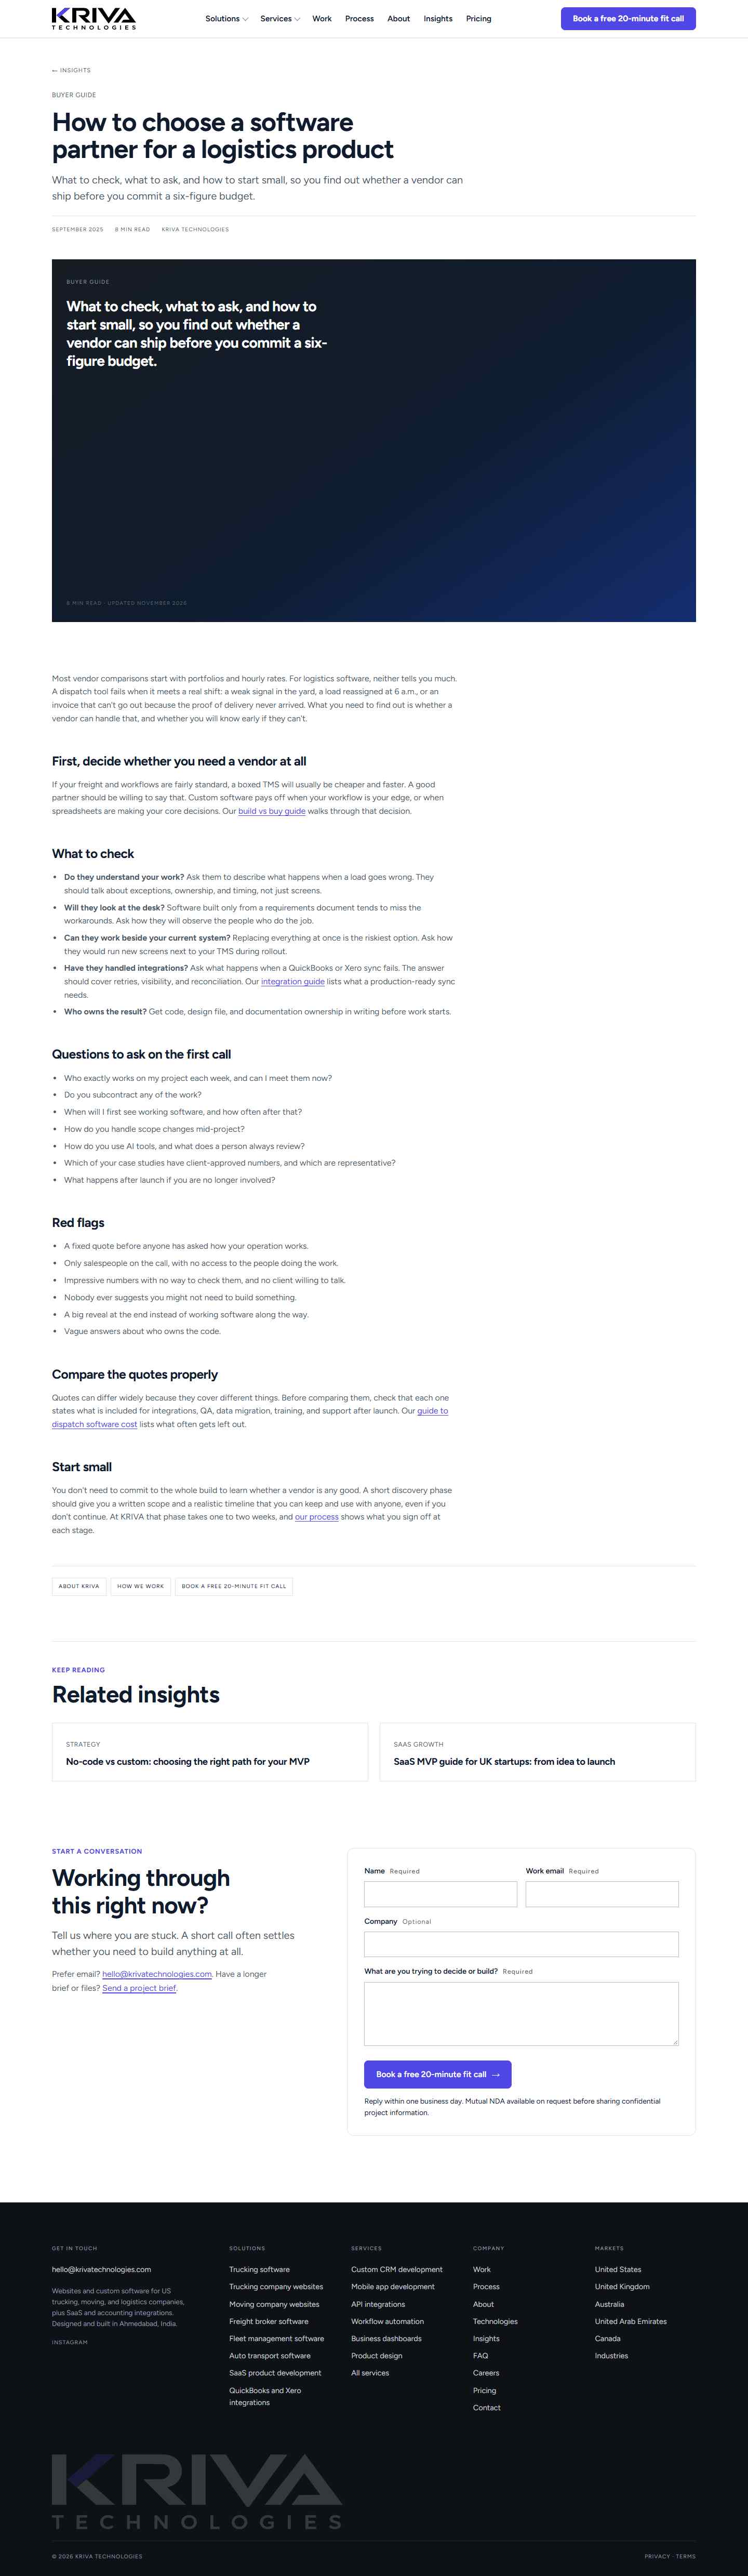 KRIVA
TECHNOLOGIES
Solutions Services Work Process About Insights Pricing
Book a free 20-minute fit call
← INSIGHTS
BUYER GUIDE
How to choose a software
partner for a logistics product
What to check, what to ask, and how to start small, so you find out whether a vendor can
ship before you commit a six-figure budget.
SEPTEMBER 2025 8 MIN READ KRIVA TECHNOLOGIES
BUYER GUIDE
What to check, what to ask, and how to
start small, so you find out whether a
vendor can ship before you commit a six-
figure budget.
8 MIN READ · UPDATED NOVEMBER 2025
Most vendor comparisons start with portfolios and hourly rates. For logistics software, neither tells you much.
A dispatch tool fails when it meets a real shift: a weak signal in the yard, a load reassigned at 6 a.m., or an
invoice that can't go out because the proof of delivery never arrived. What you need to find out is whether a
vendor can handle that, and whether you will know early if they can't.
First, decide whether you need a vendor at all
If your freight and workflows are fairly standard, a boxed TMS will usually be cheaper and faster. A good
partner should be willing to say that. Custom software pays off when your workflow is your edge, or when
spreadsheets are making your core decisions. Our build vs buy guide walks through that decision.
What to check
• Do they understand your work? Ask them to describe what happens when a load goes wrong. They
should talk about exceptions, ownership, and timing, not just screens.
• Will they look at the desk? Software built only from a requirements document tends to miss the
workarounds. Ask how they will observe the people who do the job.
• Can they work beside your current system? Replacing everything at once is the riskiest option. Ask how
they would run new screens next to your TMS during rollout.
• Have they handled integrations? Ask what happens when a QuickBooks or Xero sync fails. The answer
should cover retries, visibility, and reconciliation. Our integration guide lists what a production-ready sync
needs.
• Who owns the result? Get code, design file, and documentation ownership in writing before work starts.
Questions to ask on the first call
• Who exactly works on my project each week, and can I meet them now?
• Do you subcontract any of the work?
• When will I first see working software, and how often after that?
• How do you handle scope changes mid-project?
• How do you use AI tools, and what does a person always review?
• Which of your case studies have client-approved numbers, and which are representative?
• What happens after launch if you are no longer involved?
Red flags
• A fixed quote before anyone has asked how your operation works.
• Only salespeople on the call, with no access to the people doing the work.
• Impressive numbers with no way to check them, and no client willing to talk.
• Nobody ever suggests you might not need to build something.
• A big reveal at the end instead of working software along the way.
• Vague answers about who owns the code.
Compare the quotes properly
Quotes can differ widely because they cover different things. Before comparing them, check that each one
states what is included for integrations, QA, data migration, training, and support after launch. Our guide to
dispatch software cost lists what often gets left out.
Start small
You don't need to commit to the whole build to learn whether a vendor is any good. A short discovery phase
should give you a written scope and a realistic timeline that you can keep and use with anyone, even if you
don't continue. At KRIVA that phase takes one to two weeks, and our process shows what you sign off at
each stage.
ABOUT KRIVA HOW WE WORK BOOK A FREE 20-MINUTE FIT CALL
KEEP READING
Related insights
STRATEGY
No-code vs custom: choosing the right path for your MVP
SAAS GROWTH
SaaS MVP guide for UK startups: from idea to launch
START A CONVERSATION
Working through
this right now?
Tell us where you are stuck. A short call often settles
whether you need to build anything at all.
Prefer email? hello@krivatechnologies.com. Have a longer
brief or files? Send a project brief.
Name Required
Work email Required
Company Optional
What are you trying to decide or build? Required
Book a free 20-minute fit call →
Reply within one business day. Mutual NDA available on request before sharing confidential
project information.
GET IN TOUCH
hello@krivatechnologies.com
Websites and custom software for US
trucking, moving, and logistics companies,
plus SaaS and accounting integrations.
Designed and built in Ahmedabad, India.
INSTAGRAM
SOLUTIONS
Trucking software
Trucking company websites
Moving company websites
Freight broker software
Fleet management software
Auto transport software
SaaS product development
QuickBooks and Xero
integrations
SERVICES
Custom CRM development
Mobile app development
API integrations
Workflow automation
Business dashboards
Product design
All services
COMPANY
Work
Process
About
Technologies
Insights
FAQ
Careers
Pricing
Contact
MARKETS
United States
United Kingdom
Australia
United Arab Emirates
Canada
Industries
KRIVA
TECHNOLOGIES
© 2026 KRIVA TECHNOLOGIES
PRIVACY · TERMS